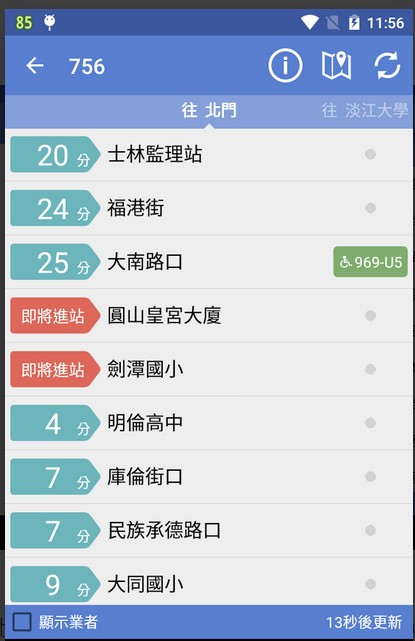 85 11:56
756
往 北門 往 淡江大學
20 分 士林監理站
24 分 福港街
25 分 大南路口 969-U5
即將進站 圓山皇宮大廈
即將進站 劍潭國小
4 分 明倫高中
7 分 庫倫街口
7 分 民族承德路口
9 分 大同國小
顯示業者 13秒後更新